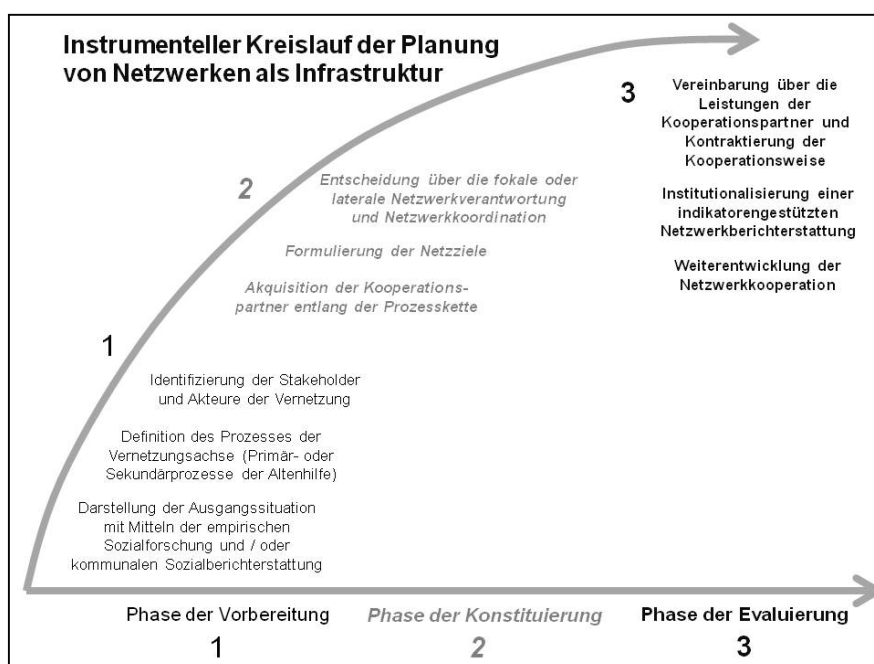 Instrumenteller Kreislauf der Planung
von Netzwerken als Infrastruktur
3
Vereinbarung über die
Leistungen der
Kooperationspartner und
Kontraktierung der
Kooperationsweise
Institutionalisierung einer
indikatorengestützten
Netzwerkberichterstattung
Weiterentwicklung der
Netzwerkkooperation
2
Entscheidung über die fokale oder
laterale Netzwerkverantwortung
und Netzwerkkoordination
Formulierung der Netzziele
Akquisition der Kooperations-
partner entlang der Prozesskette
1
Identifizierung der Stakeholder
und Akteure der Vernetzung
Definition des Prozesses der
Vernetzungsachse (Primär- oder
Sekundärprozesse der Altenhilfe)
Darstellung der Ausgangssituation
mit Mitteln der empirischen
Sozialforschung und / oder
kommunalen Sozialberichterstattung
Phase der Vorbereitung
1
Phase der Konstituierung
2
Phase der Evaluierung
3